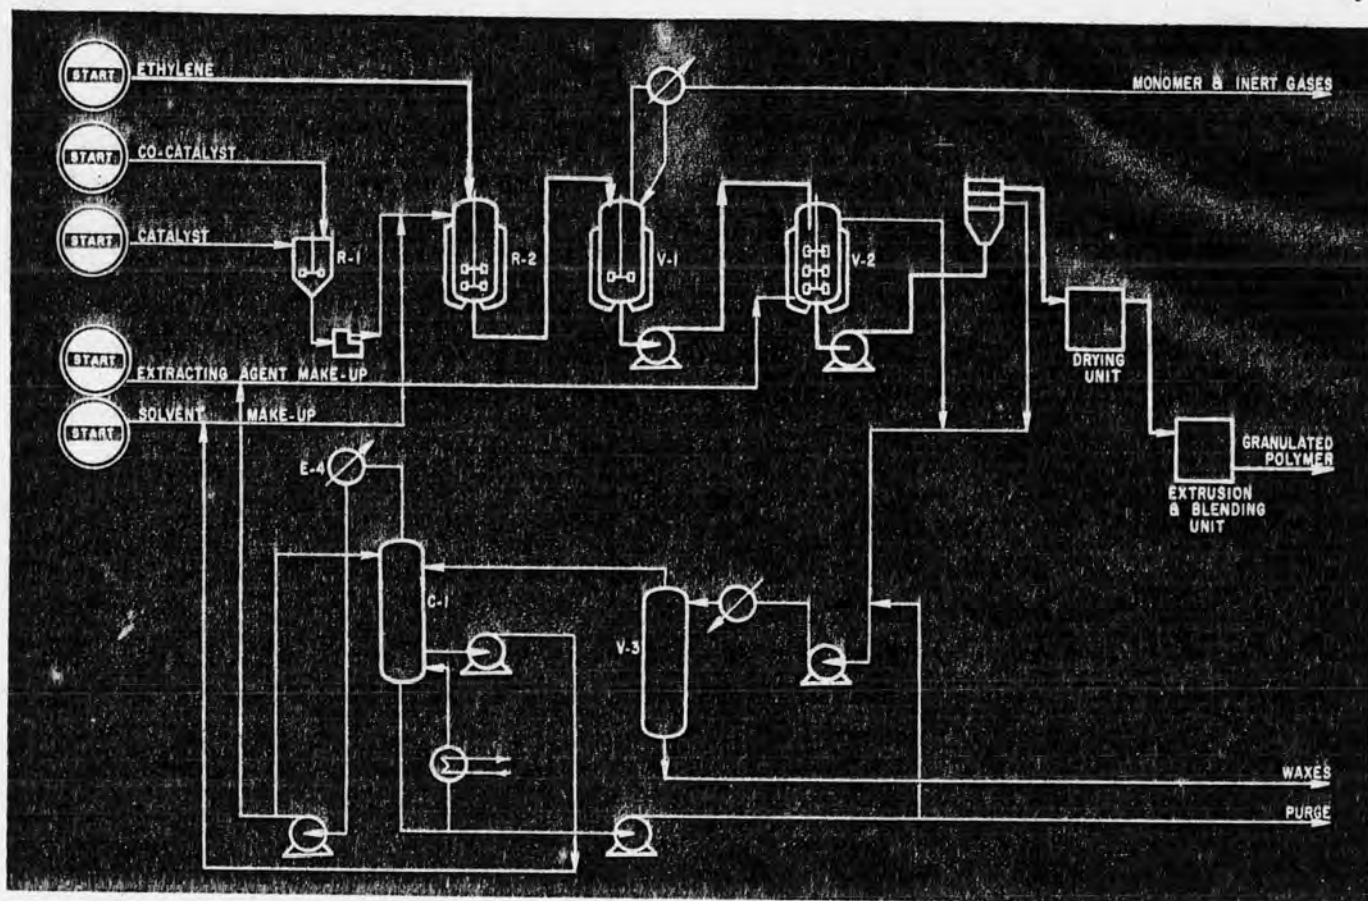 START
ETHYLENE
MONOMER & INERT GASES
START
CO-CATALYST
START
CATALYST
R-1
R-2
V-1
V-2
START
EXTRACTING AGENT MAKE-UP
DRYING
UNIT
START
SOLVENT MAKE-UP
E-4
GRANULATED
POLYMER
EXTRUSION
& BLENDING
UNIT
C-1
V-3
WAXES
PURGE